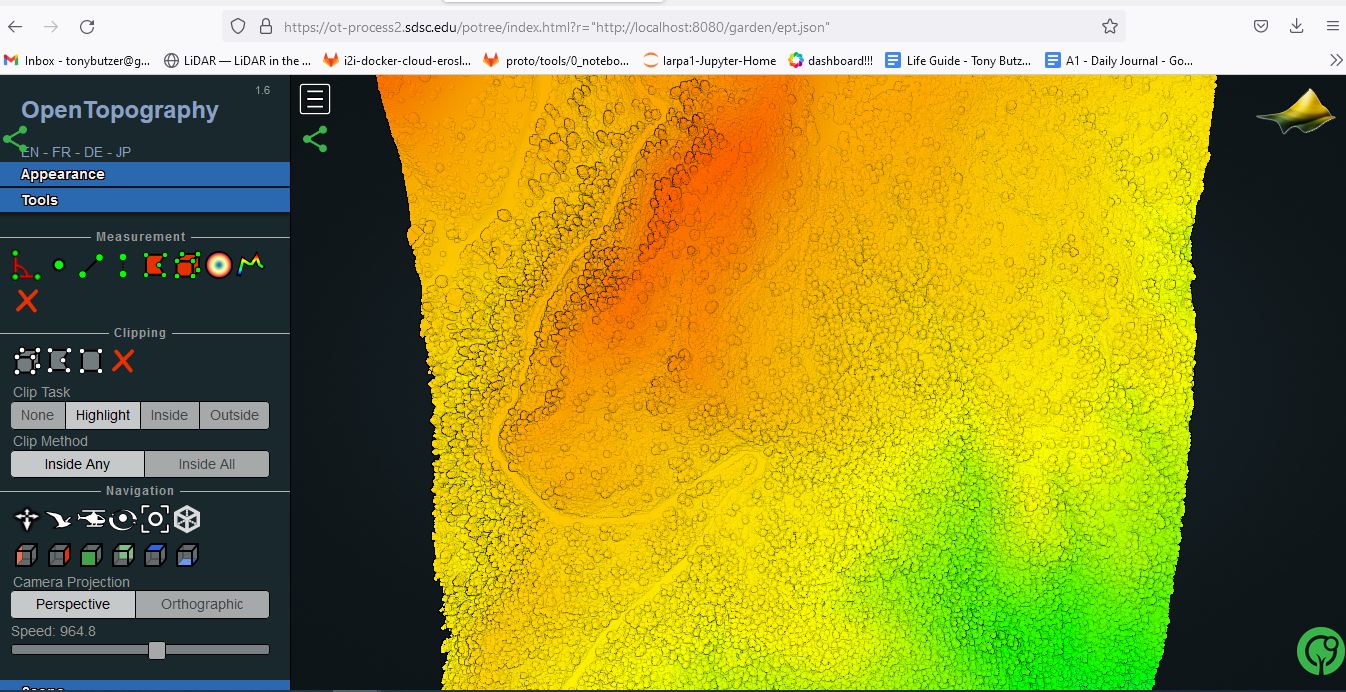 https://ot-process2.sdsc.edu/potree/index.html?r="http://localhost:8080/garden/ept.json"
Inbox - tonybutzer@g... LiDAR — LiDAR in the ... i2i-docker-cloud-erosl... proto/tools/0_notebo... larpa1-Jupyter-Home dashboard!!! Life Guide - Tony Butz... A1 - Daily Journal - Go...
1.6
OpenTopography
EN - FR - DE - JP
Appearance
Tools
Measurement
Clipping
Clip Task
None Highlight Inside Outside
Clip Method
Inside Any Inside All
Navigation
Camera Projection
Perspective Orthographic
Speed: 964.8